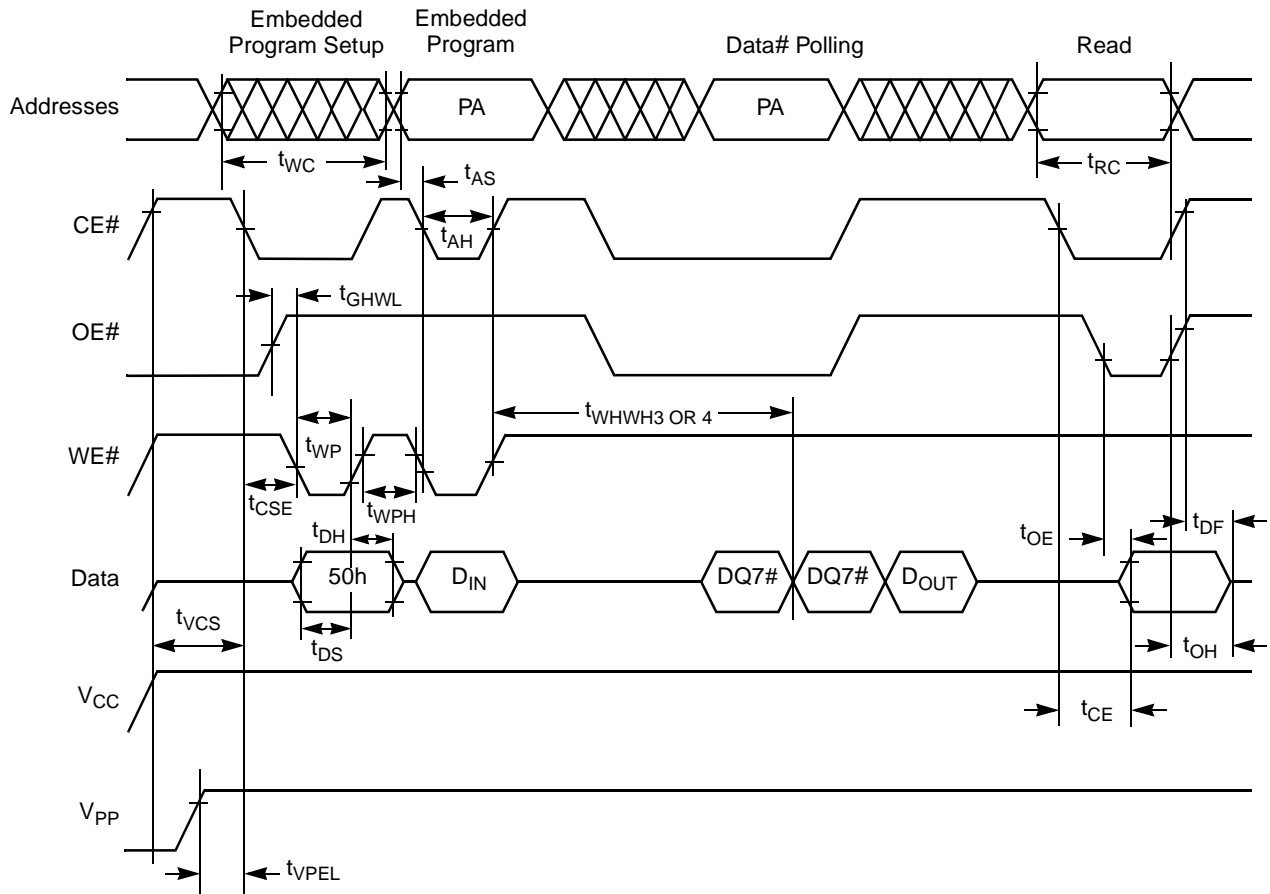 Embedded
Program Setup
Embedded
Program
Data# Polling
Read
Addresses
PA
PA
tWC
tAS
tRC
CE#
tAH
tGHWL
OE#
tWHWH3 OR 4
tWP
WE#
tCSE
tWPH
tDH
tOE
tDF
Data
50h
DIN
DQ7#
DQ7#
DOUT
tVCS
tDS
tOH
VCC
tCE
VPP
tVPEL